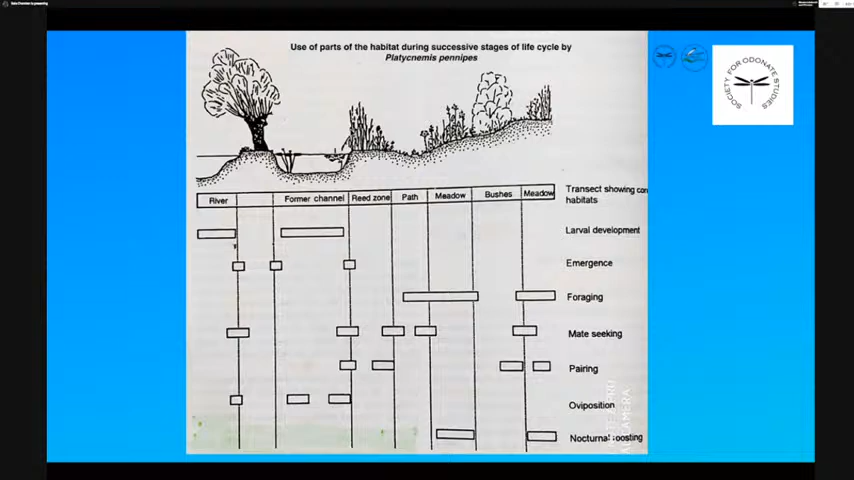 Use of parts of the habitat during successive stages of life cycle by
Platycnemis pennipes
SOCIETY FOR ODONATE STUDIES
River Former channel Reed zone Path Meadow Bushes Meadow
Transect showing con
habitats
Larval development
Emergence
Foraging
Mate seeking
Pairing
Oviposition
Nocturnal roosting